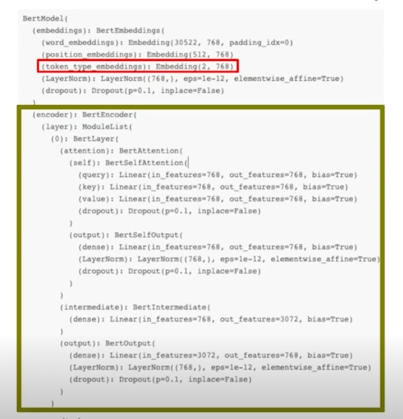 BertModel(
(embeddings): BertEmbeddings(
(word_embeddings): Embedding(30522, 768, padding_idx=0)
(position_embeddings): Embedding(512, 768)
(token_type_embeddings): Embedding(2, 768)
(LayerNorm): LayerNorm((768,), eps=1e-12, elementwise_affine=True)
(dropout): Dropout(p=0.1, inplace=False)
)
(encoder): BertEncoder(
(layer): ModuleList(
(0): BertLayer(
(attention): BertAttention(
(self): BertSelfAttention(
(query): Linear(in_features=768, out_features=768, bias=True)
(key): Linear(in_features=768, out_features=768, bias=True)
(value): Linear(in_features=768, out_features=768, bias=True)
(dropout): Dropout(p=0.1, inplace=False)
)
(output): BertSelfOutput(
(dense): Linear(in_features=768, out_features=768, bias=True)
(LayerNorm): LayerNorm((768,), eps=1e-12, elementwise_affine=True)
(dropout): Dropout(p=0.1, inplace=False)
)
)
(intermediate): BertIntermediate(
(dense): Linear(in_features=768, out_features=3072, bias=True)
)
(output): BertOutput(
(dense): Linear(in_features=3072, out_features=768, bias=True)
(LayerNorm): LayerNorm((768,), eps=1e-12, elementwise_affine=True)
(dropout): Dropout(p=0.1, inplace=False)
)
)